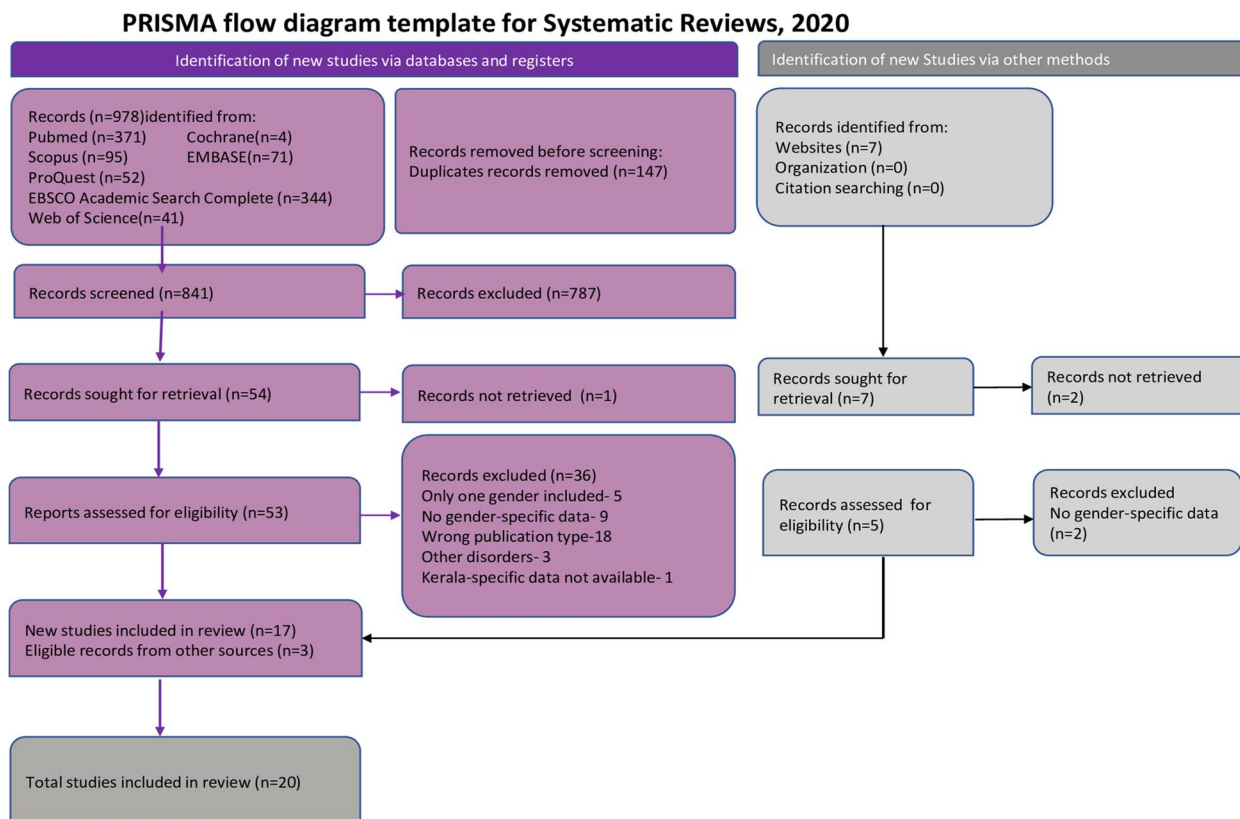 PRISMA flow diagram template for Systematic Reviews, 2020
Identification of new studies via databases and registers
Identification of new Studies via other methods
Records (n=978)identified from:
Pubmed (n=371) Cochrane(n=4)
Scopus (n=95) EMBASE(n=71)
ProQuest (n=52)
EBSCO Academic Search Complete (n=344)
Web of Science(n=41)
Records removed before screening:
Duplicates records removed (n=147)
Records identified from:
Websites (n=7)
Organization (n=0)
Citation searching (n=0)
Records screened (n=841)
Records excluded (n=787)
Records sought for retrieval (n=54)
Records not retrieved (n=1)
Records sought for
retrieval (n=7)
Records not retrieved
(n=2)
Reports assessed for eligibility (n=53)
Records excluded (n=36)
Only one gender included- 5
No gender-specific data- 9
Wrong publication type-18
Other disorders- 3
Kerala-specific data not available- 1
Records assessed for
eligibility (n=5)
Records excluded
No gender-specific data
(n=2)
New studies included in review (n=17)
Eligible records from other sources (n=3)
Total studies included in review (n=20)